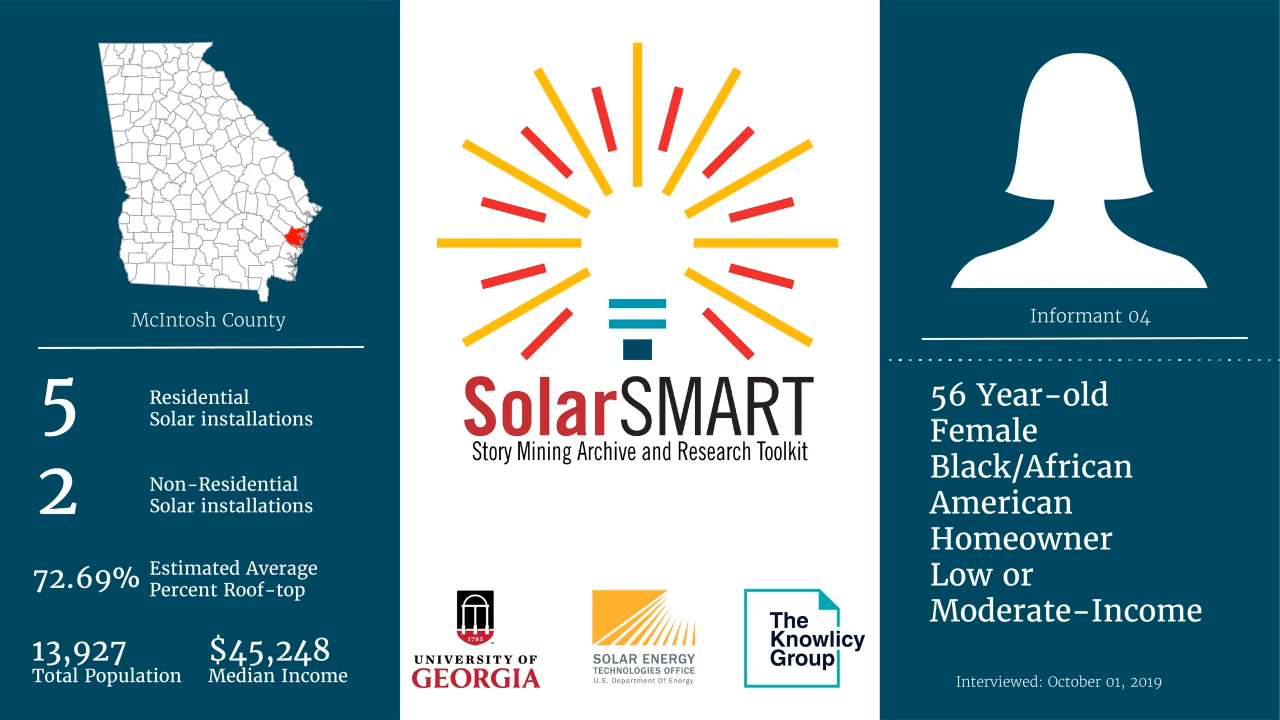 McIntosh County
5
Residential
Solar installations
2
Non-Residential
Solar installations
72.69%
Estimated Average
Percent Roof-top
13,927
Total Population
$45,248
Median Income
SolarSMART
Story Mining Archive and Research Toolkit
1785
UNIVERSITY OF
GEORGIA
SOLAR ENERGY
TECHNOLOGIES OFFICE
U.S. Department Of Energy
The
Knowlicy
Group
Informant 04
56 Year-old
Female
Black/African
American
Homeowner
Low or
Moderate-Income
Interviewed: October 01, 2019